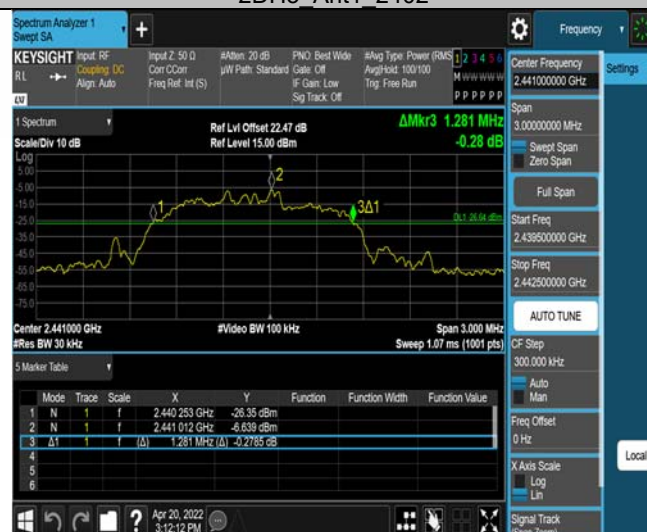 Spectrum Analyzer 1
Swept SA
+
Frequency
KEYSIGHT
RL
Input: RF
Coupling: DC
Align: Auto
Input Z: 50 Ω
Corr CCorr
Freq Ref: Int (S)
#Atten: 20 dB
µW Path: Standard
PNO: Best Wide
Gate: Off
IF Gain: Low
Sig Track: Off
#Avg Type: Power (RMS)
Avg|Hold: 100/100
Trig: Free Run
1 2 3 4 5 6
M W W W W W
P P P P P P
1 Spectrum
Scale/Div 10 dB
Ref Lvl Offset 22.47 dB
Ref Level 15.00 dBm
ΔMkr3 1.281 MHz
-0.28 dB
Log
5.00
-5.00
-15.0
-25.0
-35.0
-45.0
-55.0
-65.0
-75.0
1
2
3Δ1
DL1 -26.64 dBm
Center 2.441000 GHz
#Video BW 100 kHz
Span 3.000 MHz
#Res BW 30 kHz
Sweep 1.07 ms (1001 pts)
5 Marker Table
Mode Trace Scale X Y Function Function Width Function Value
1 N 1 f 2.440 253 GHz -26.35 dBm
2 N 1 f 2.441 012 GHz -6.639 dBm
3 Δ1 1 f (Δ) 1.281 MHz (Δ) -0.2785 dB
4
5
6
Center Frequency
2.441000000 GHz
Settings
Span
3.00000000 MHz
Swept Span
Zero Span
Full Span
Start Freq
2.439500000 GHz
Stop Freq
2.442500000 GHz
AUTO TUNE
CF Step
300.000 kHz
Auto
Man
Freq Offset
0 Hz
X Axis Scale
Log
Lin
Local
Signal Track
?
Apr 20, 2022
3:12:12 PM